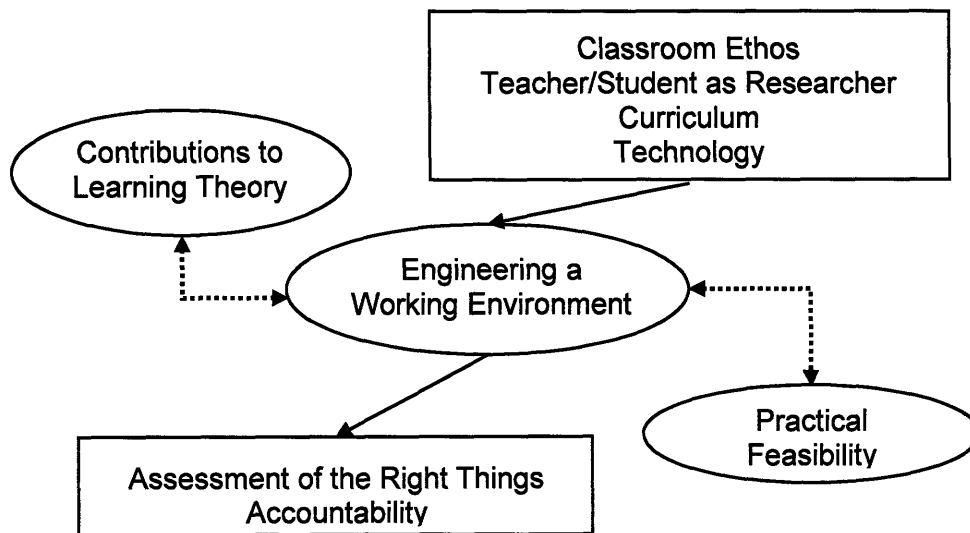 Classroom Ethos
Teacher/Student as Researcher
Curriculum
Technology
Contributions to
Learning Theory
Engineering a
Working Environment
Practical
Feasibility
Assessment of the Right Things
Accountability